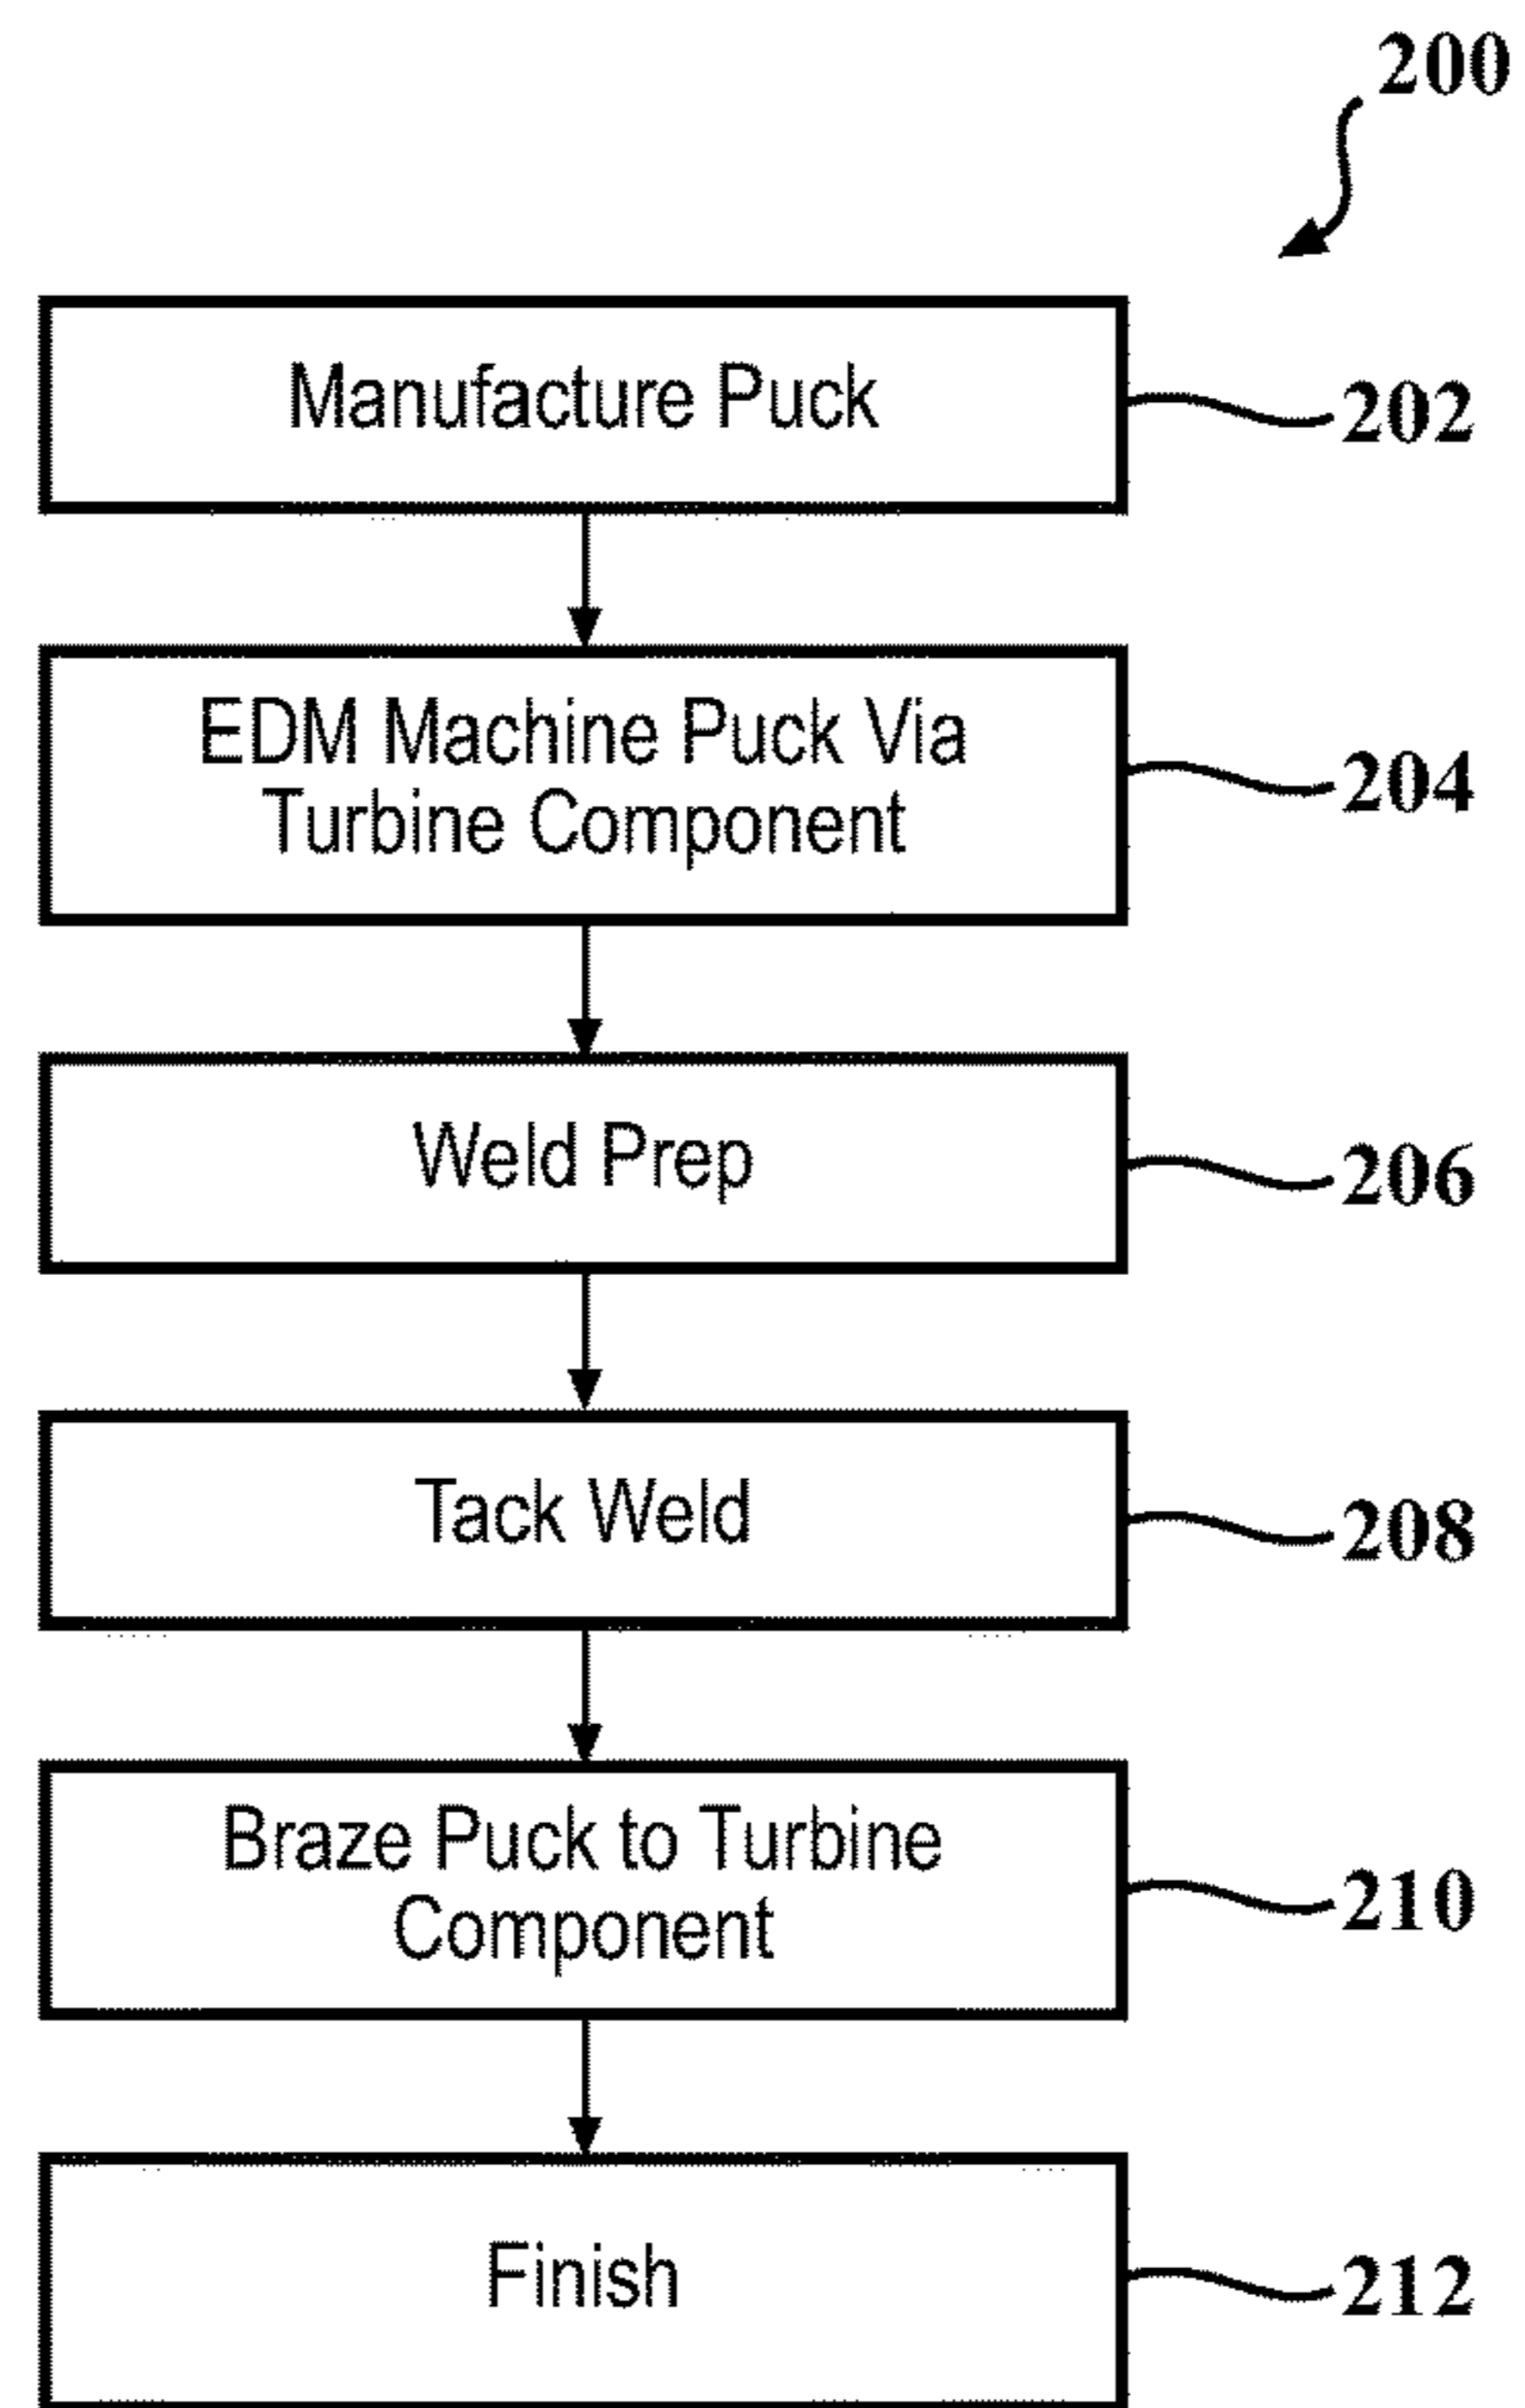 200
Manufacture Puck
202
EDM Machine Puck Via
Turbine Component
204
Weld Prep
206
Tack Weld
208
Braze Puck to Turbine
Component
210
Finish
212